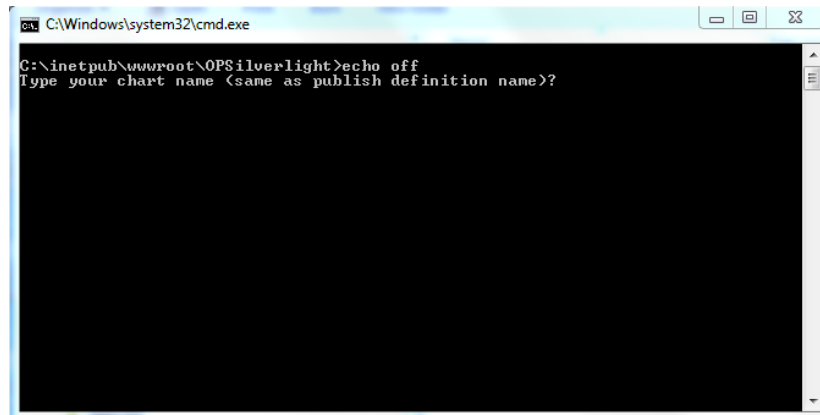 C:\Windows\system32\cmd.exe
C:\inetpub\wwwroot\OPSilverlight>echo off
Type your chart name (same as publish definition name)?